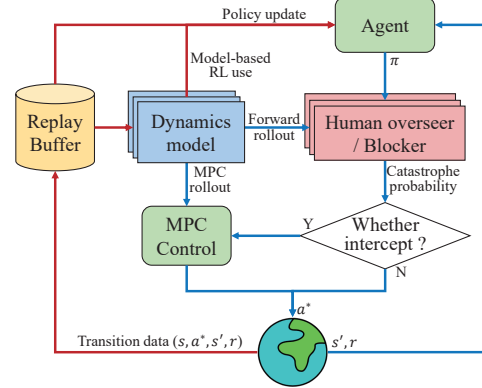 Policy update
Agent
Model-based
RL use
π
Replay
Buffer
Dynamics
model
Forward
rollout
Human overseer
/ Blocker
MPC
rollout
Catastrophe
probability
MPC
Control
Y
Whether
intercept ?
N
a*
Transition data (s, a*, s′, r)
s′, r